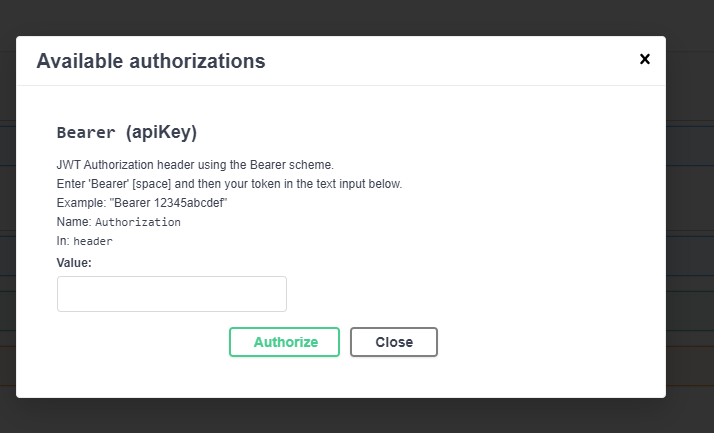 Available authorizations
Bearer (apiKey)
JWT Authorization header using the Bearer scheme.
Enter 'Bearer' [space] and then your token in the text input below.
Example: "Bearer 12345abcdef"
Name: Authorization
In: header
Value:
Authorize Close